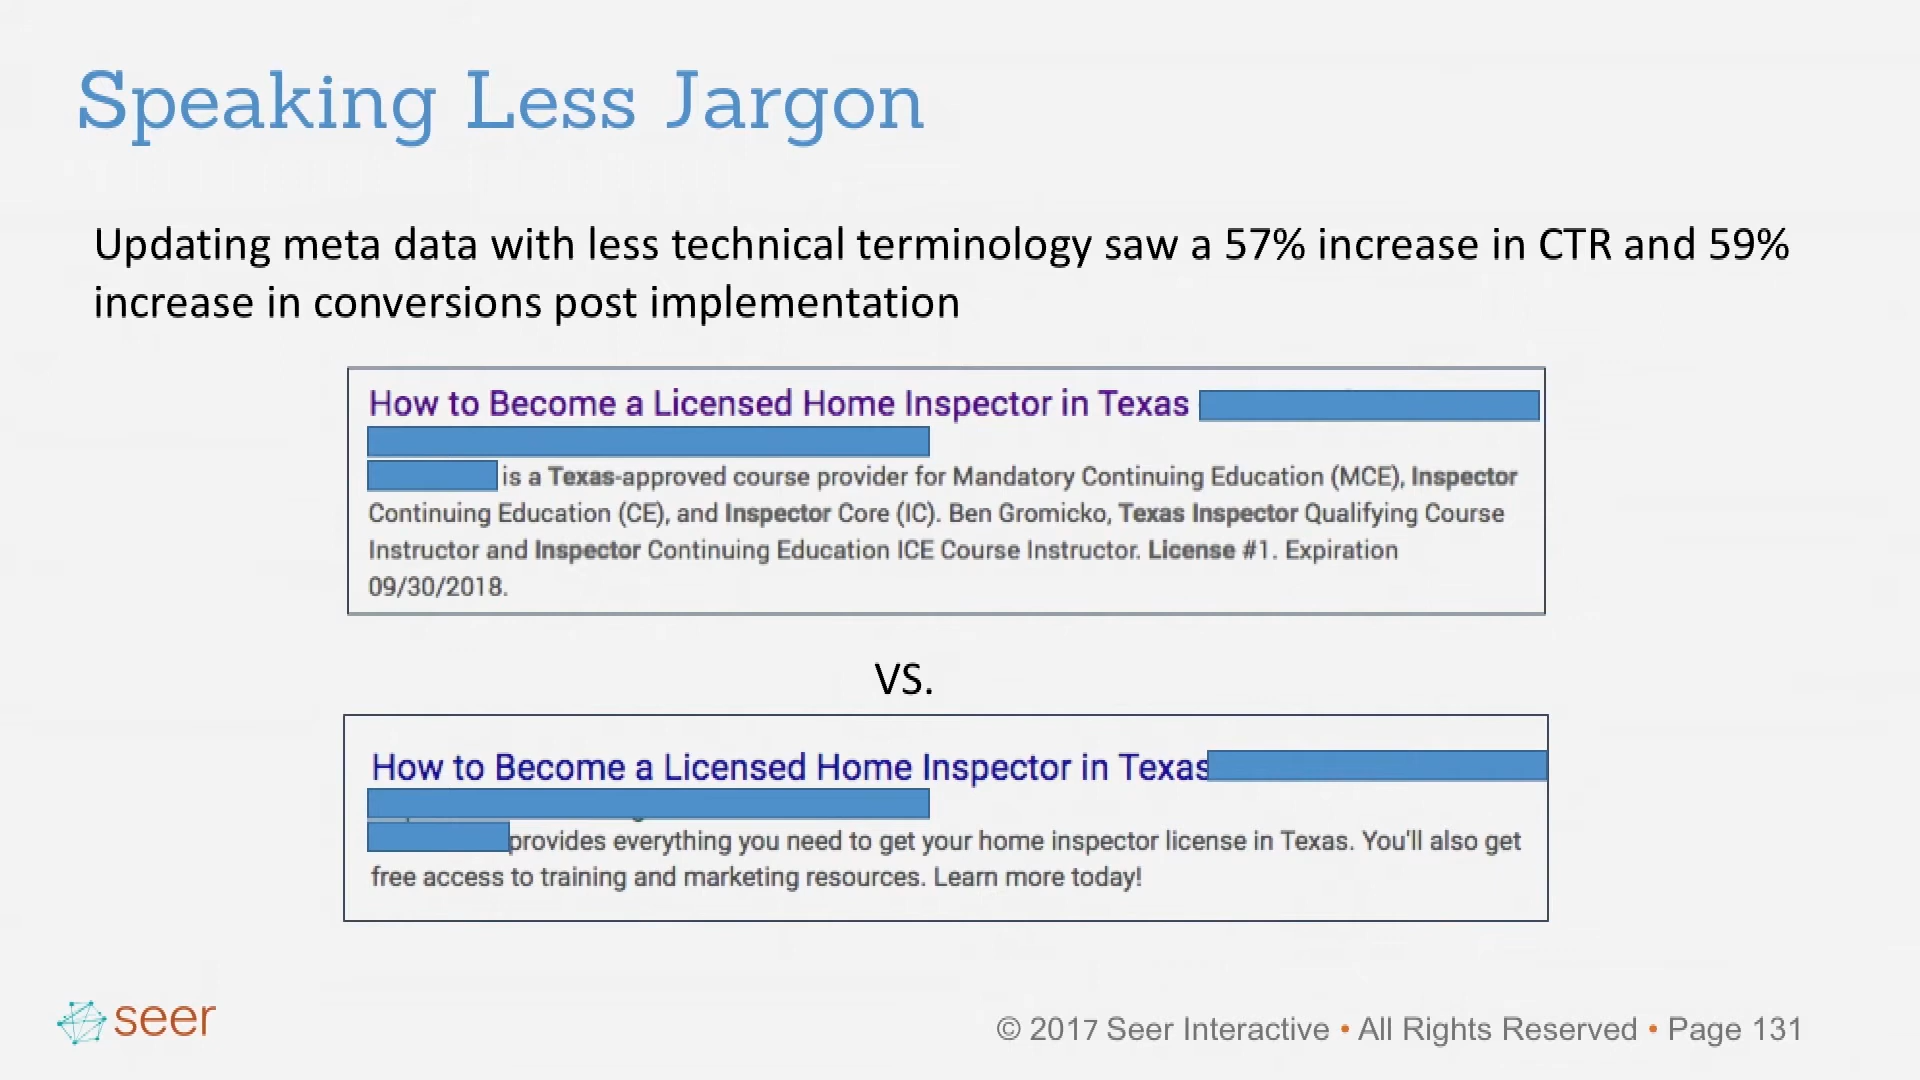 Speaking Less Jargon
Updating meta data with less technical terminology saw a 57% increase in CTR and 59%
increase in conversions post implementation
How to Become a Licensed Home Inspector in Texas
is a Texas-approved course provider for Mandatory Continuing Education (MCE), Inspector
Continuing Education (CE), and Inspector Core (IC). Ben Gromicko, Texas Inspector Qualifying Course
Instructor and Inspector Continuing Education ICE Course Instructor. License #1. Expiration
09/30/2018.
VS.
How to Become a Licensed Home Inspector in Texas
provides everything you need to get your home inspector license in Texas. You'll also get
free access to training and marketing resources. Learn more today!
seer
© 2017 Seer Interactive • All Rights Reserved • Page 131